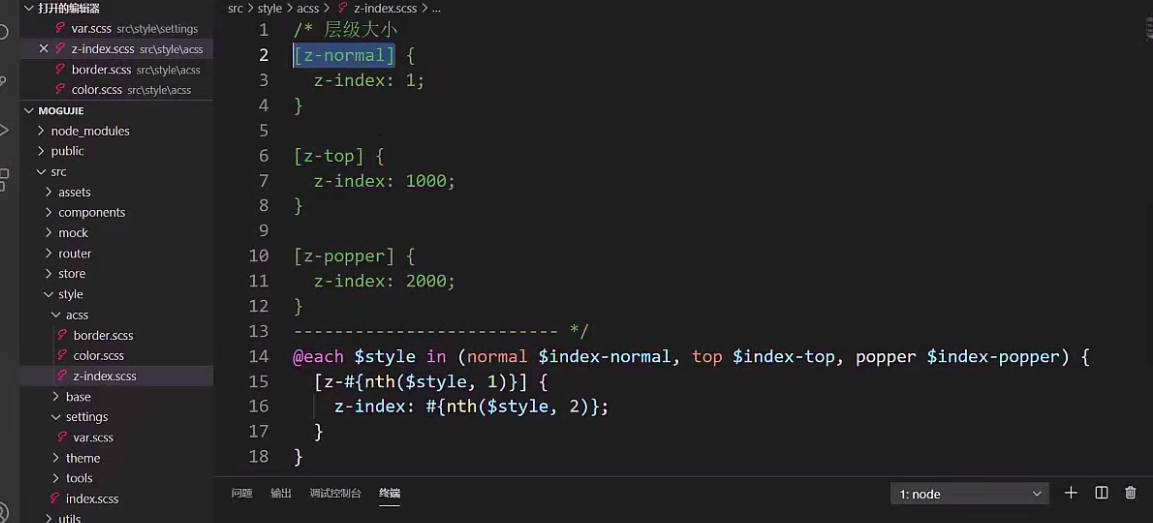 打开的编辑器
var.scss src\style\settings
z-index.scss src\style\acss
border.scss src\style\acss
color.scss src\style\acss
MOGUJIE
node_modules
public
src
assets
components
mock
router
store
style
acss
border.scss
color.scss
z-index.scss
base
settings
var.scss
theme
tools
index.scss
utils
src > style > acss > z-index.scss > ...
1 /* 层级大小
2 [z-normal] {
3 z-index: 1;
4 }
5
6 [z-top] {
7 z-index: 1000;
8 }
9
10 [z-popper] {
11 z-index: 2000;
12 }
13 -------------------------- */
14 @each $style in (normal $index-normal, top $index-top, popper $index-popper) {
15 [z-#{nth($style, 1)}] {
16 z-index: #{nth($style, 2)};
17 }
18 }
问题 输出 调试控制台 终端
1: node